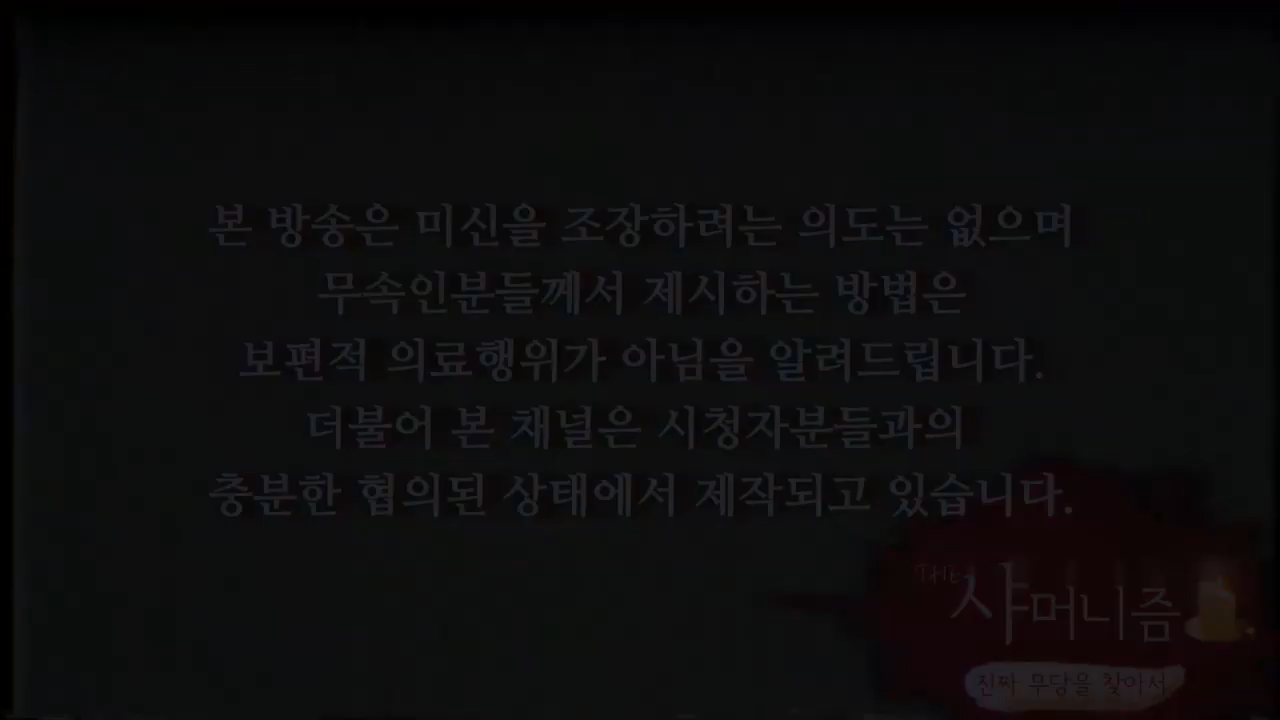 본 방송은 미신을 조장하려는 의도는 없으며
무속인분들께서 제시하는 방법은
보편적 의료행위가 아님을 알려드립니다.
더불어 본 채널은 시청자분들과의
충분한 협의된 상태에서 제작되고 있습니다.
THE 샤머니즘
진짜 무당을 찾아서